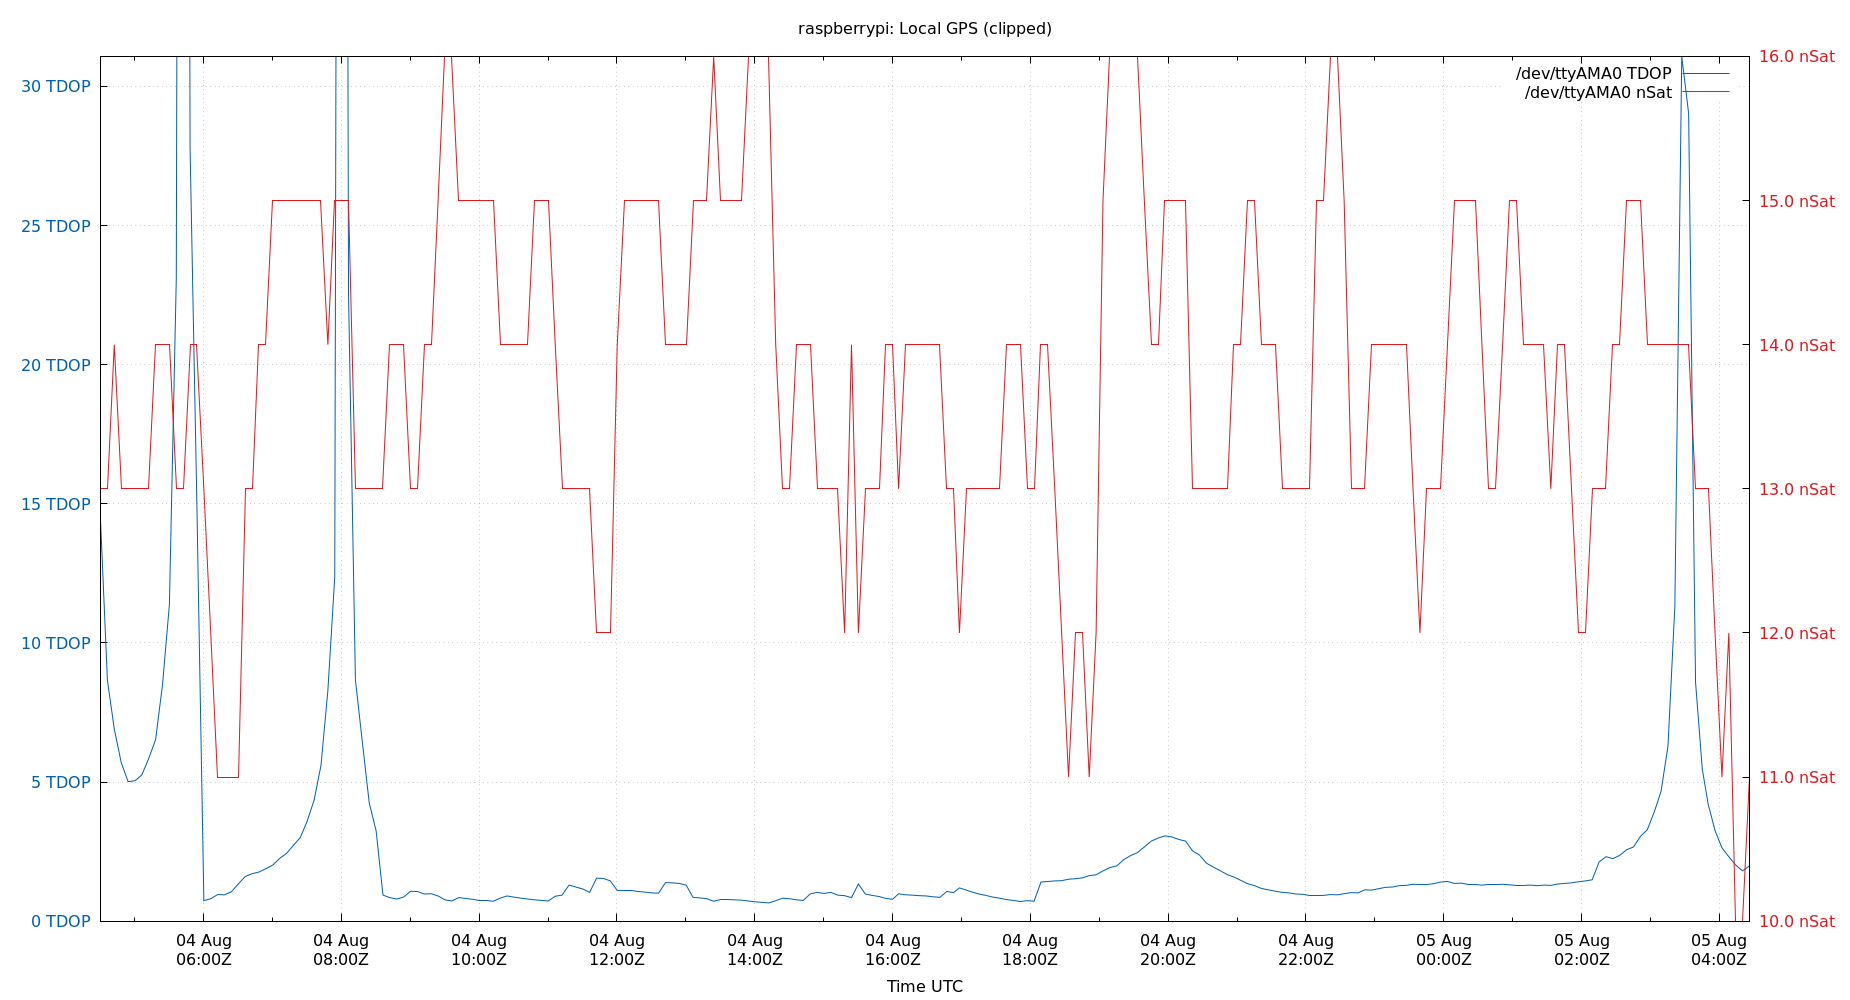 raspberrypi: Local GPS (clipped)
/dev/ttyAMA0 TDOP
/dev/ttyAMA0 nSat
30 TDOP
25 TDOP
20 TDOP
15 TDOP
10 TDOP
5 TDOP
0 TDOP
16.0 nSat
15.0 nSat
14.0 nSat
13.0 nSat
12.0 nSat
11.0 nSat
10.0 nSat
04 Aug 04 Aug 04 Aug 04 Aug 04 Aug 04 Aug 04 Aug 04 Aug 04 Aug 05 Aug 05 Aug 05 Aug
06:00Z 08:00Z 10:00Z 12:00Z 14:00Z 16:00Z 18:00Z 20:00Z 22:00Z 00:00Z 02:00Z 04:00Z
Time UTC